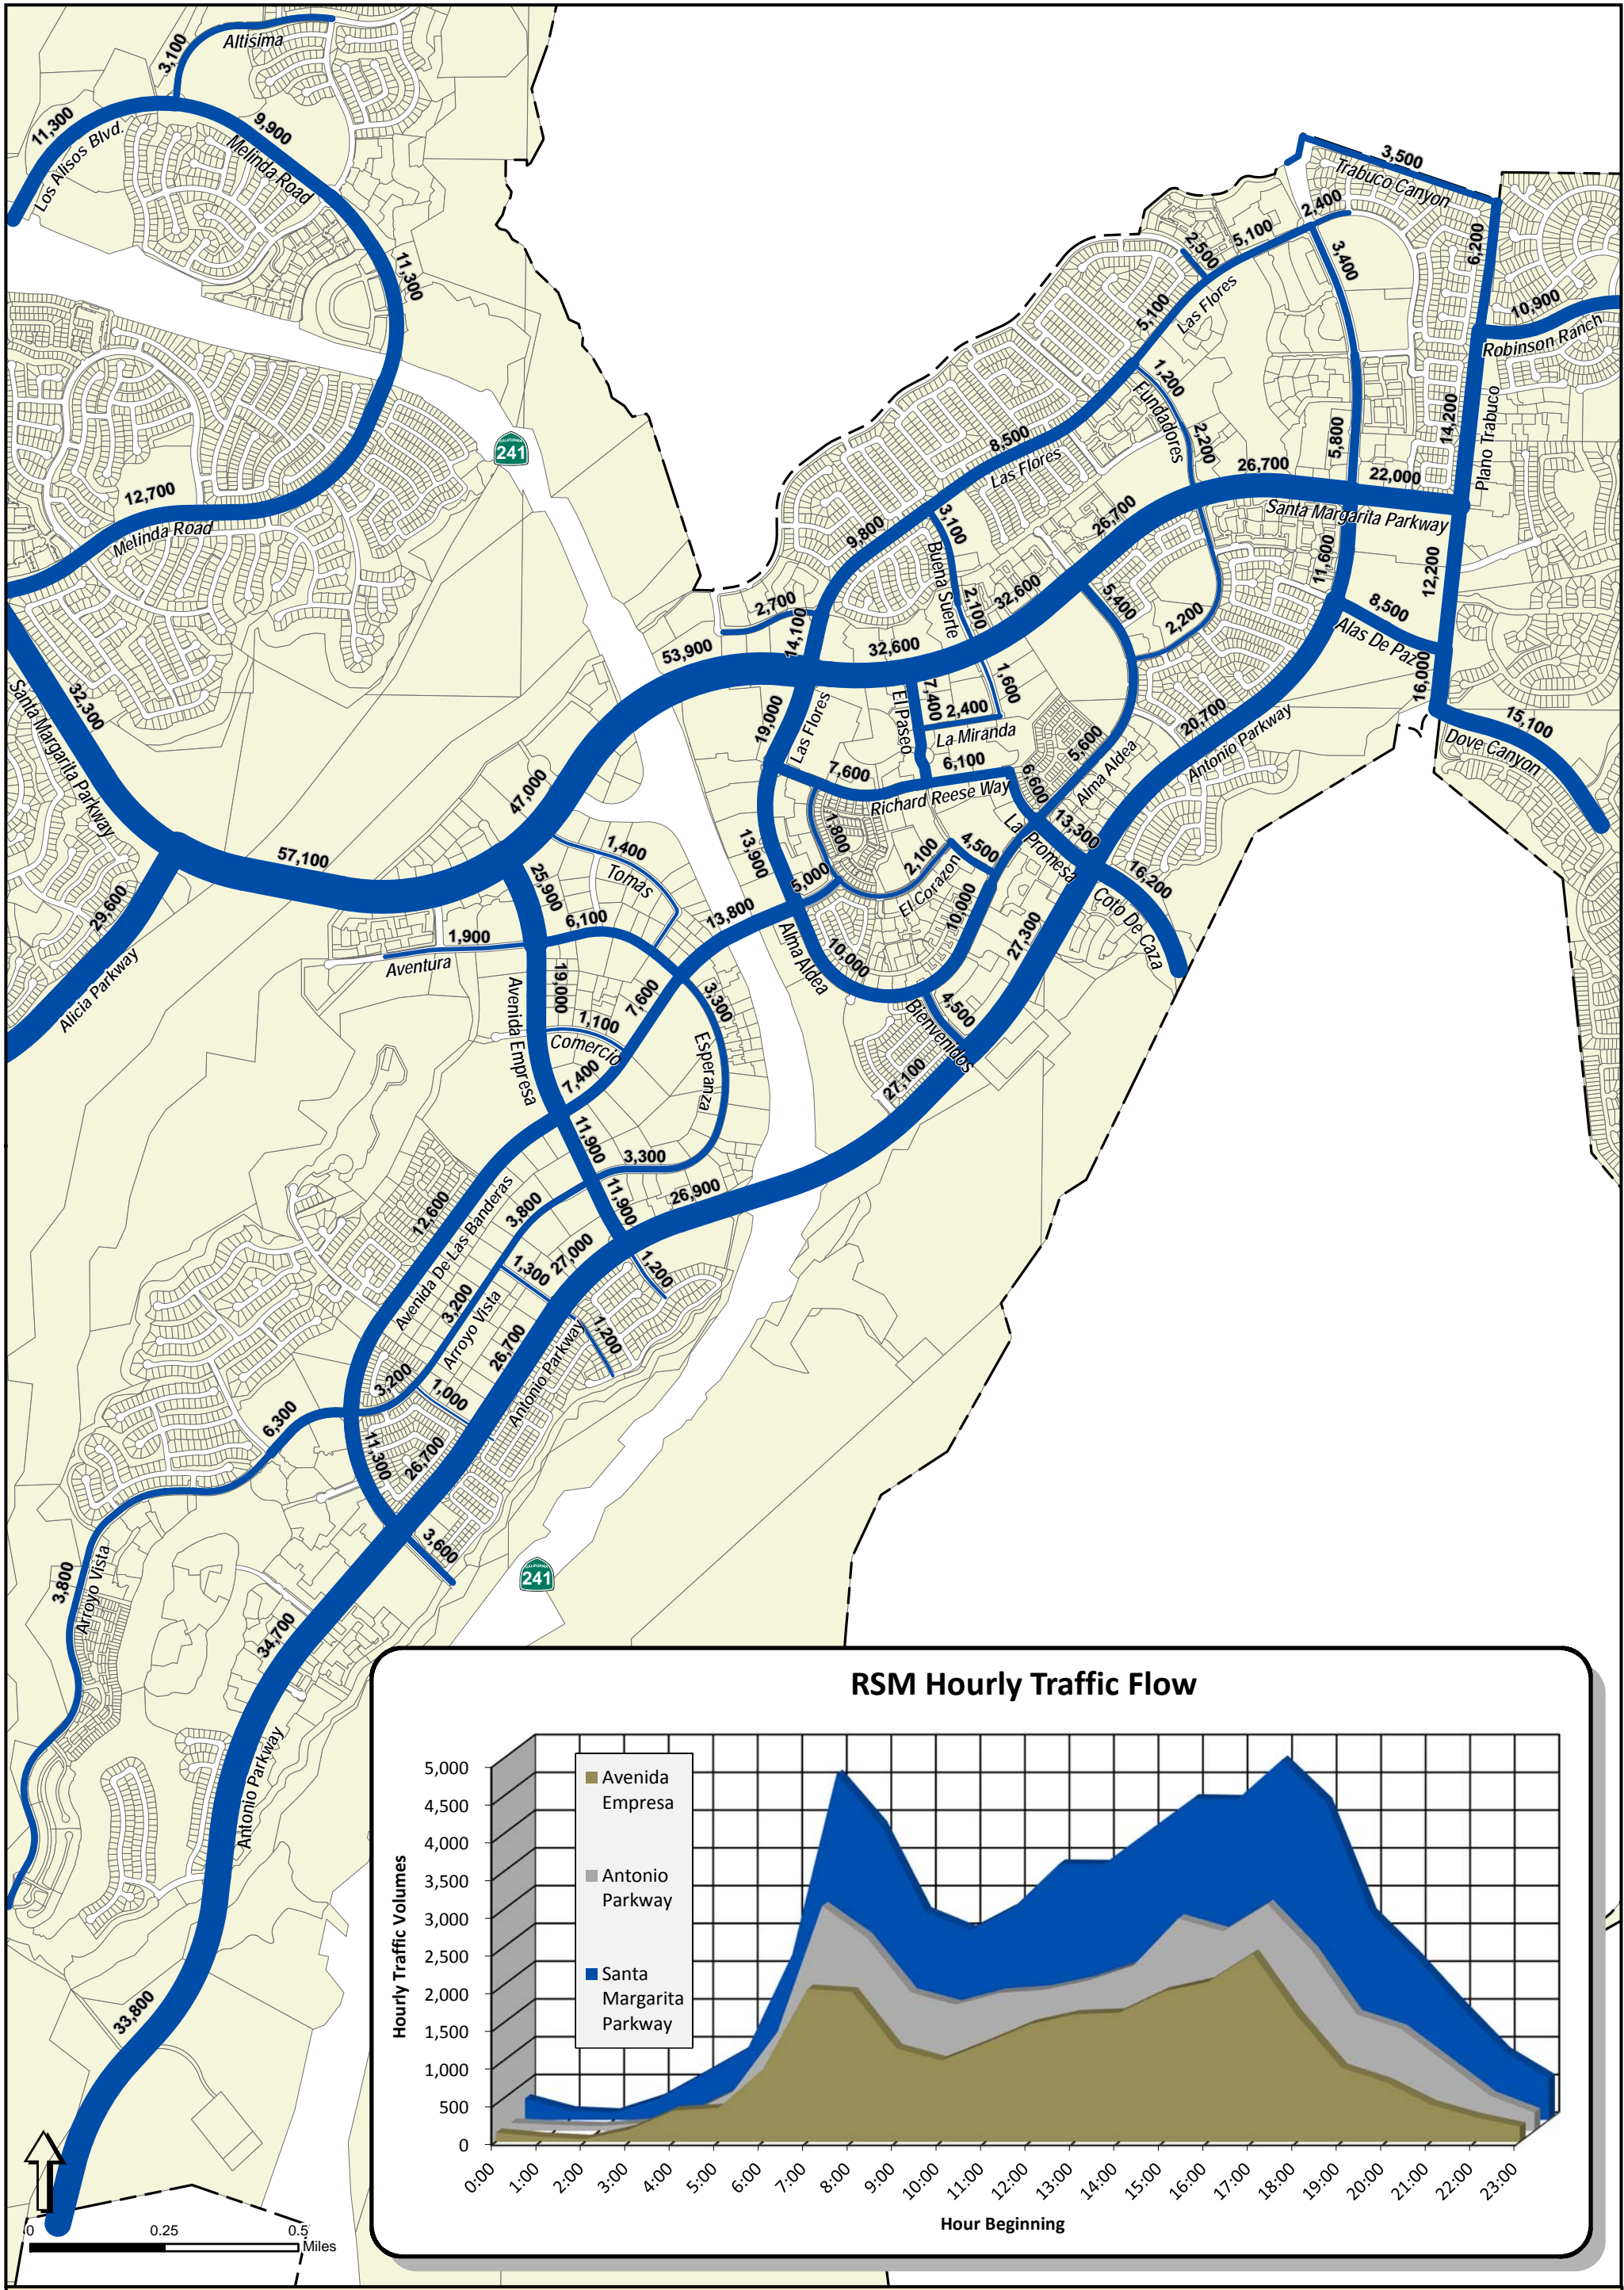 Altisima
3,100
11,300
Los Alisos Blvd.
9,900
Melinda Road
11,300
CALIFORNIA
241
12,700
Melinda Road
3,500
Trabuco Canyon
2,400
5,100
2,500
6,200
3,400
5,100
Las Flores
10,900
Robinson Ranch
1,200
Fundadores
2,200
8,500
Las Flores
5,800
14,200
Plano Trabuco
26,700
22,000
Santa Margarita Parkway
26,700
9,800
3,100
Buena Suerte
2,100
32,600
5,400
11,600
12,200
2,200
8,500
Alas De Paz
2,700
14,100
53,900
32,600
16,000
15,100
Dove Canyon
32,300
Santa Margarita Parkway
19,000
Las Flores
El Paseo
7,400
1,600
2,400
La Miranda
20,700
Antonio Parkway
5,600
Alma Aldea
7,600
6,100
Richard Reese Way
6,600
La Promesa
13,300
47,000
57,100
1,400
Tomas
13,900
1,800
2,100
4,500
El Corazon
5,000
16,200
Coto De Caza
29,600
Alicia Parkway
25,900
6,100
13,800
1,900
Aventura
Alma Aldea
10,000
10,000
27,300
19,000
Avenida Empresa
7,600
3,300
Esperanza
1,100
Comercio
7,400
4,500
Bienvenidos
27,100
11,900
3,300
11,900
26,900
12,600
Avenida De Las Banderas
3,800
1,300
27,000
1,200
3,200
Arroyo Vista
26,700
1,200
Antonio Parkway
3,200
1,000
6,300
11,300
26,700
3,600
CALIFORNIA
241
3,800
Arroyo Vista
34,700
Antonio Parkway
33,800
0
0.25
0.5
Miles
RSM Hourly Traffic Flow
Hourly Traffic Volumes
5,000
4,500
4,000
3,500
3,000
2,500
2,000
1,500
1,000
500
0
Avenida
Empresa
Antonio
Parkway
Santa
Margarita
Parkway
0:00
1:00
2:00
3:00
4:00
5:00
6:00
7:00
8:00
9:00
10:00
11:00
12:00
13:00
14:00
15:00
16:00
17:00
18:00
19:00
20:00
21:00
22:00
23:00
Hour Beginning